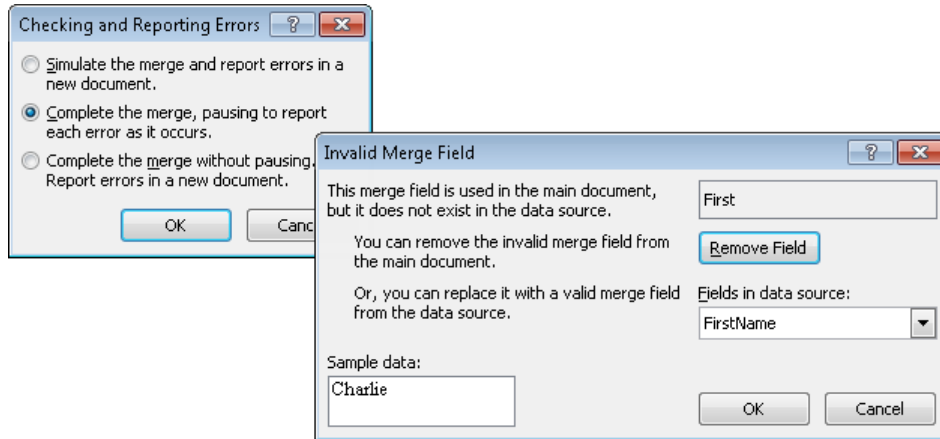 Checking and Reporting Errors
Simulate the merge and report errors in a
new document.
Complete the merge, pausing to report
each error as it occurs.
Complete the merge without pausing.
Report errors in a new document.
OK
Canc
Invalid Merge Field
This merge field is used in the main document,
but it does not exist in the data source.
First
You can remove the invalid merge field from
the main document.
Remove Field
Or, you can replace it with a valid merge field
from the data source.
Fields in data source:
FirstName
Sample data:
Charlie
OK
Cancel